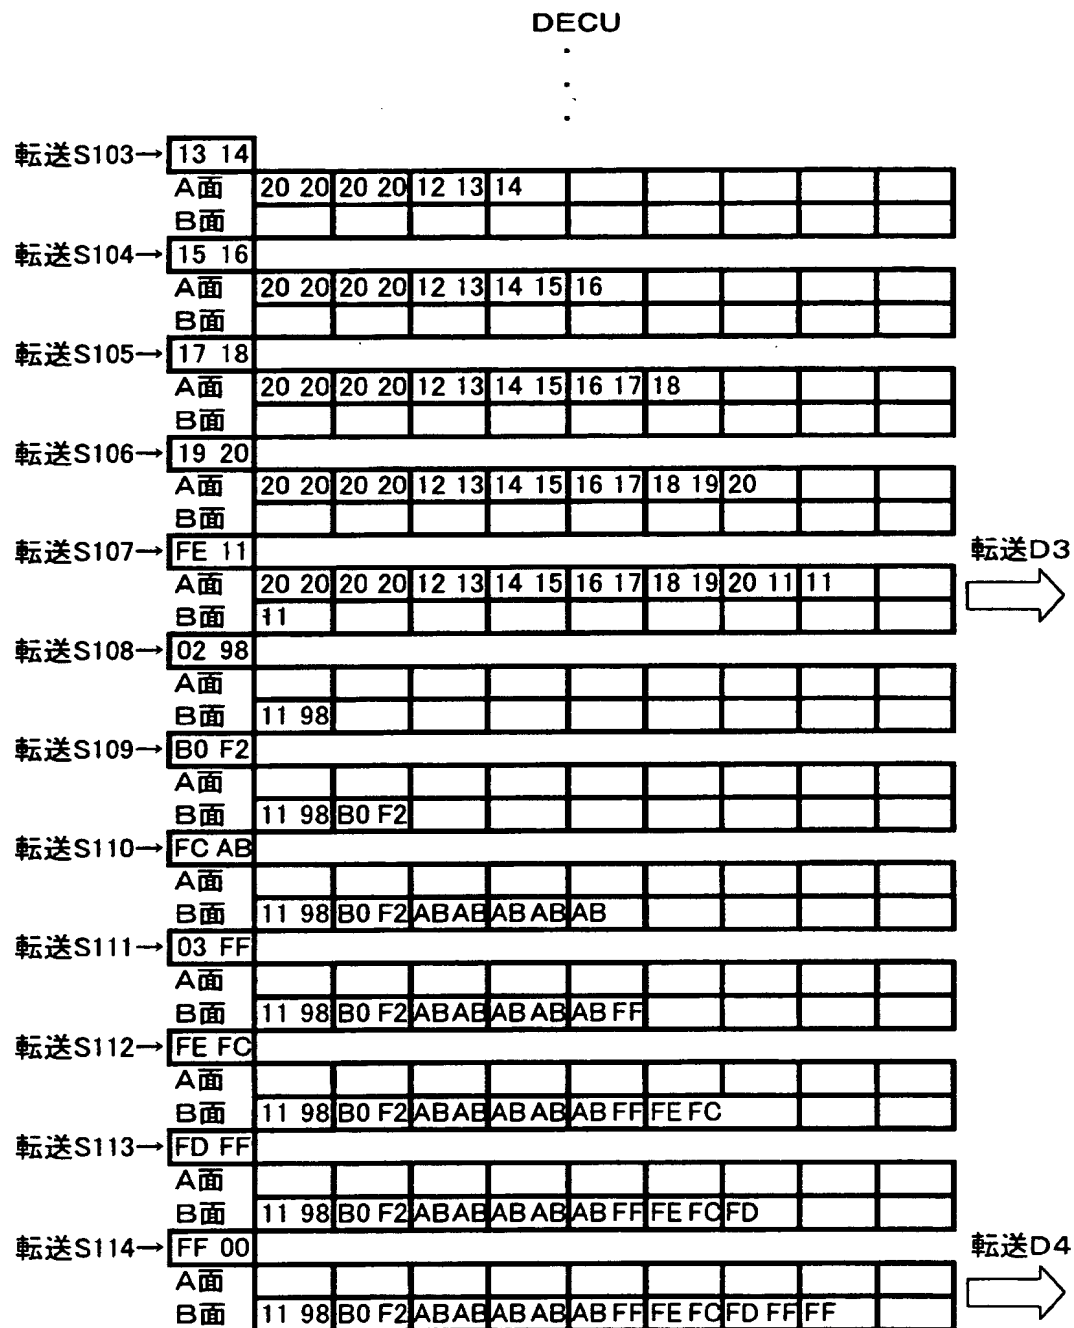 DECU
.
.
.
転送S103→ 13 14
A面 20 20 20 20 12 13 14
B面
転送S104→ 15 16
A面 20 20 20 20 12 13 14 15 16
B面
転送S105→ 17 18
A面 20 20 20 20 12 13 14 15 16 17 18
B面
転送S106→ 19 20
A面 20 20 20 20 12 13 14 15 16 17 18 19 20
B面
転送S107→ FE 11 転送D3
A面 20 20 20 20 12 13 14 15 16 17 18 19 20 11 11
B面 11
転送S108→ 02 98
A面
B面 11 98
転送S109→ B0 F2
A面
B面 11 98 B0 F2
転送S110→ FC AB
A面
B面 11 98 B0 F2 AB AB AB AB AB
転送S111→ 03 FF
A面
B面 11 98 B0 F2 AB AB AB AB AB FF
転送S112→ FE FC
A面
B面 11 98 B0 F2 AB AB AB AB AB FF FE FC
転送S113→ FD FF
A面
B面 11 98 B0 F2 AB AB AB AB AB FF FE FC FD
転送S114→ FF 00 転送D4
A面
B面 11 98 B0 F2 AB AB AB AB AB FF FE FC FD FF FF